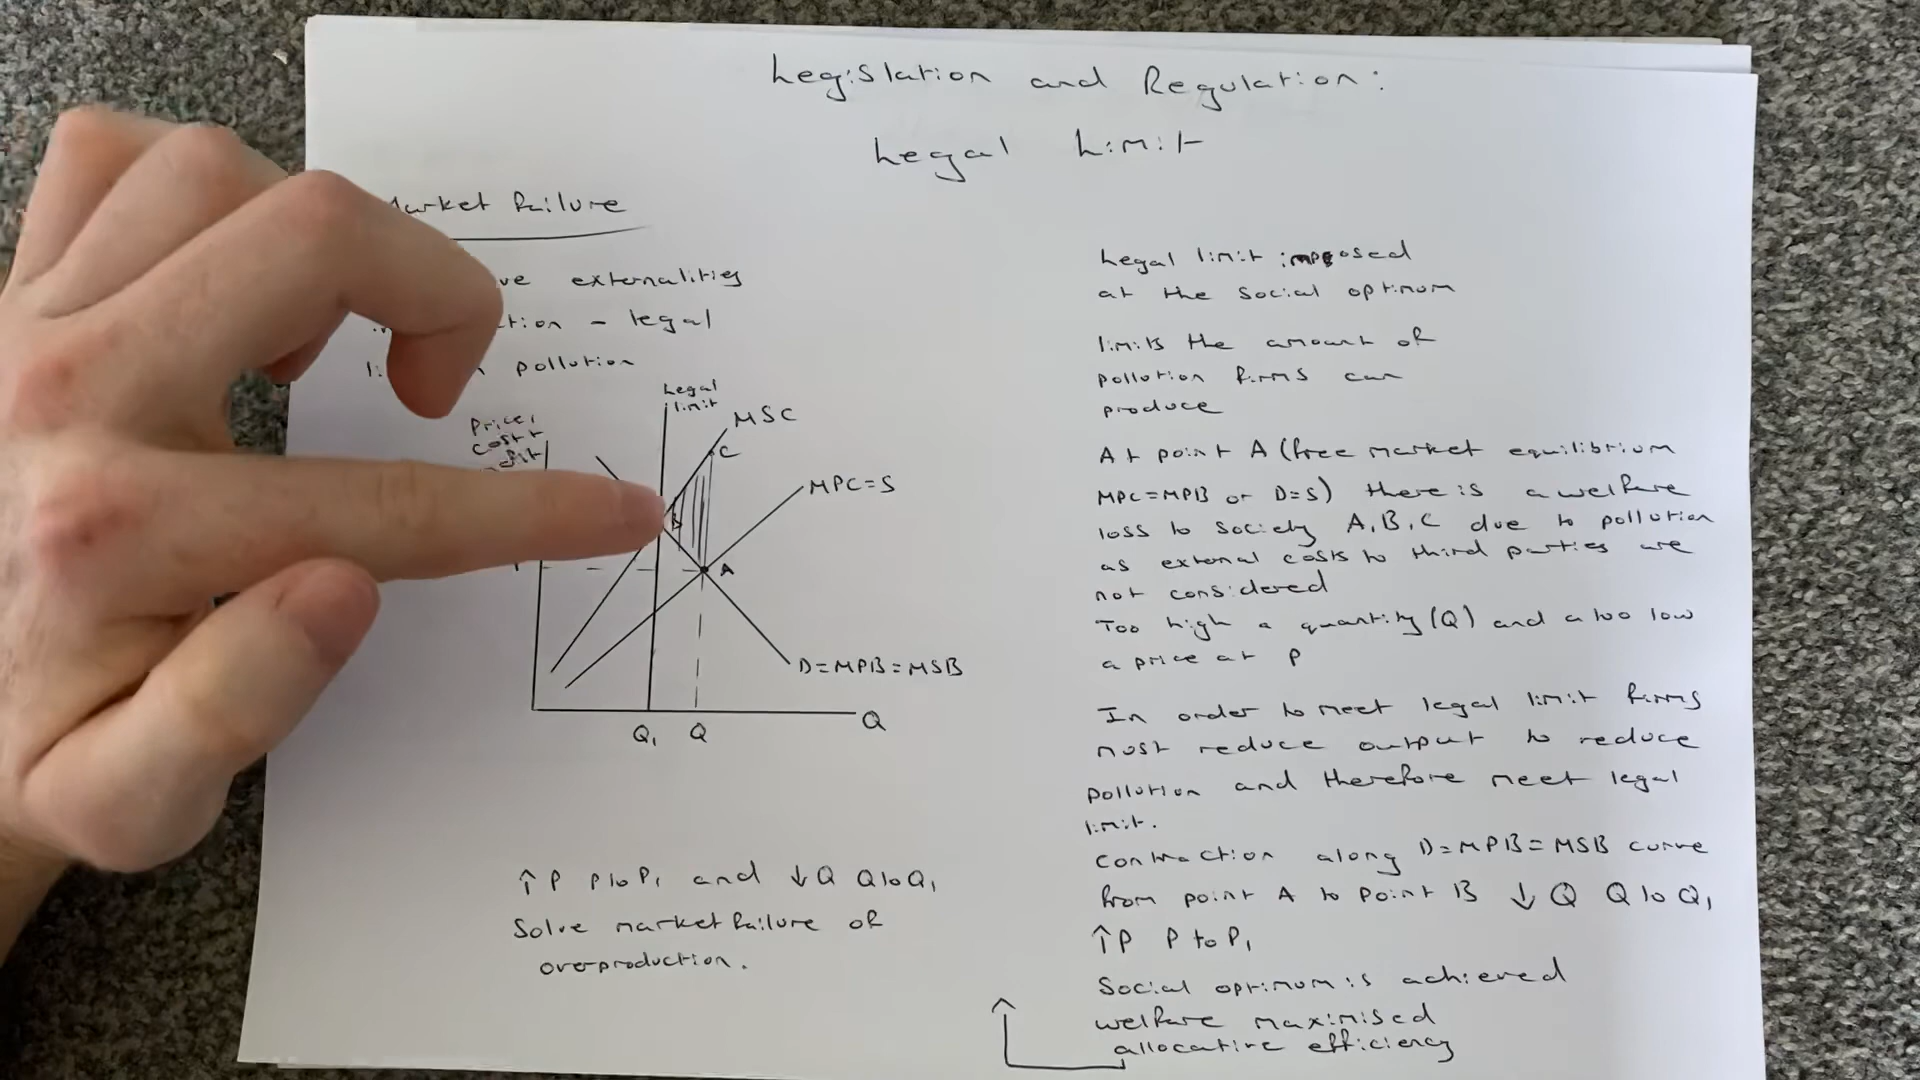 Legislation and Regulation:
Legal Limit
Market failure
externalities
- legal
pollution
Legal
limit
Price,
cost +
MSC
C
MPC=S
B
A
D=MPB=MSB
Q₁ Q
Q
↑P P to P₁ and ↓Q Q to Q₁
Solve market failure of
overproduction.
Legal limit imposed
at the social optimum
limits the amount of
pollution firms can
produce
At point A (free market equilibrium
MPC=MPB or D=S) there is a welfare
loss to society A,B,C due to pollution
as external costs to third parties are
not considered
Too high a quantity (Q) and a too low
a price at P
In order to meet legal limit firms
must reduce output to reduce
pollution and therefore meet legal
limit.
contraction along D=MPB=MSB curve
from point A to point B ↓Q Q to Q₁
↑P P to P₁
Social optimum is achieved
welfare maximised
allocative efficiency